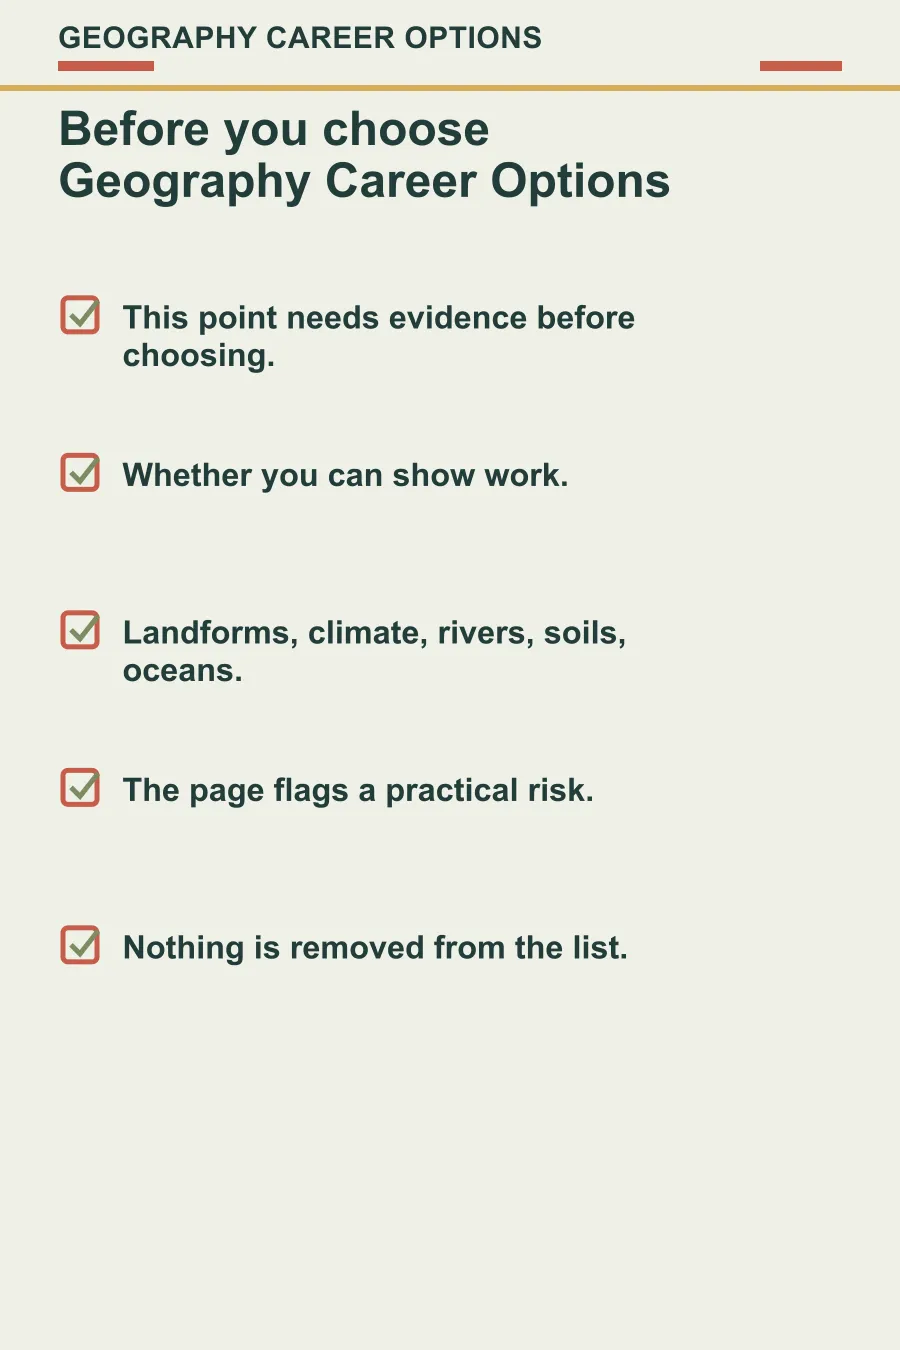 GEOGRAPHY CAREER OPTIONS
Before you choose
Geography Career Options
This point needs evidence before
choosing.
Whether you can show work.
Landforms, climate, rivers, soils,
oceans.
The page flags a practical risk.
Nothing is removed from the list.